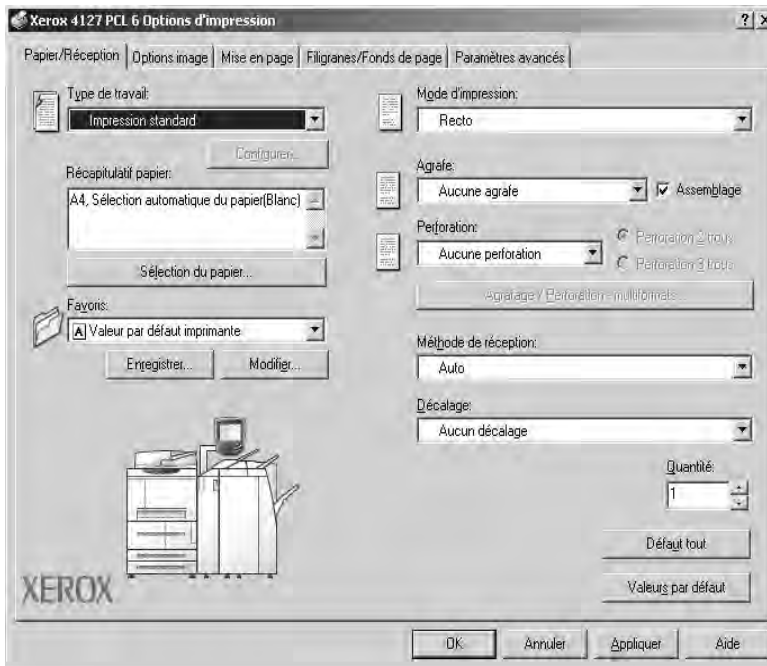 Xerox 4127 PCL 6 Options d'impression
Papier/Réception
Options image
Mise en page
Filigranes/Fonds de page
Paramètres avancés
Type de travail:
Impression standard
Configurer...
Récapitulatif papier:
A4, Sélection automatique du papier(Blanc)
Sélection du papier...
Favoris:
A Valeur par défaut imprimante
Enregistrer...
Modifier...
XEROX
Mode d'impression:
Recto
Agrafe:
Aucune agrafe
Assemblage
Perforation:
Aucune perforation
Perforation 2 trous
Perforation 3 trous
Agrafage / Perforation - multiformats...
Méthode de réception:
Auto
Décalage:
Aucun décalage
Quantité:
1
Défaut tout
Valeurs par défaut
OK
Annuler
Appliquer
Aide